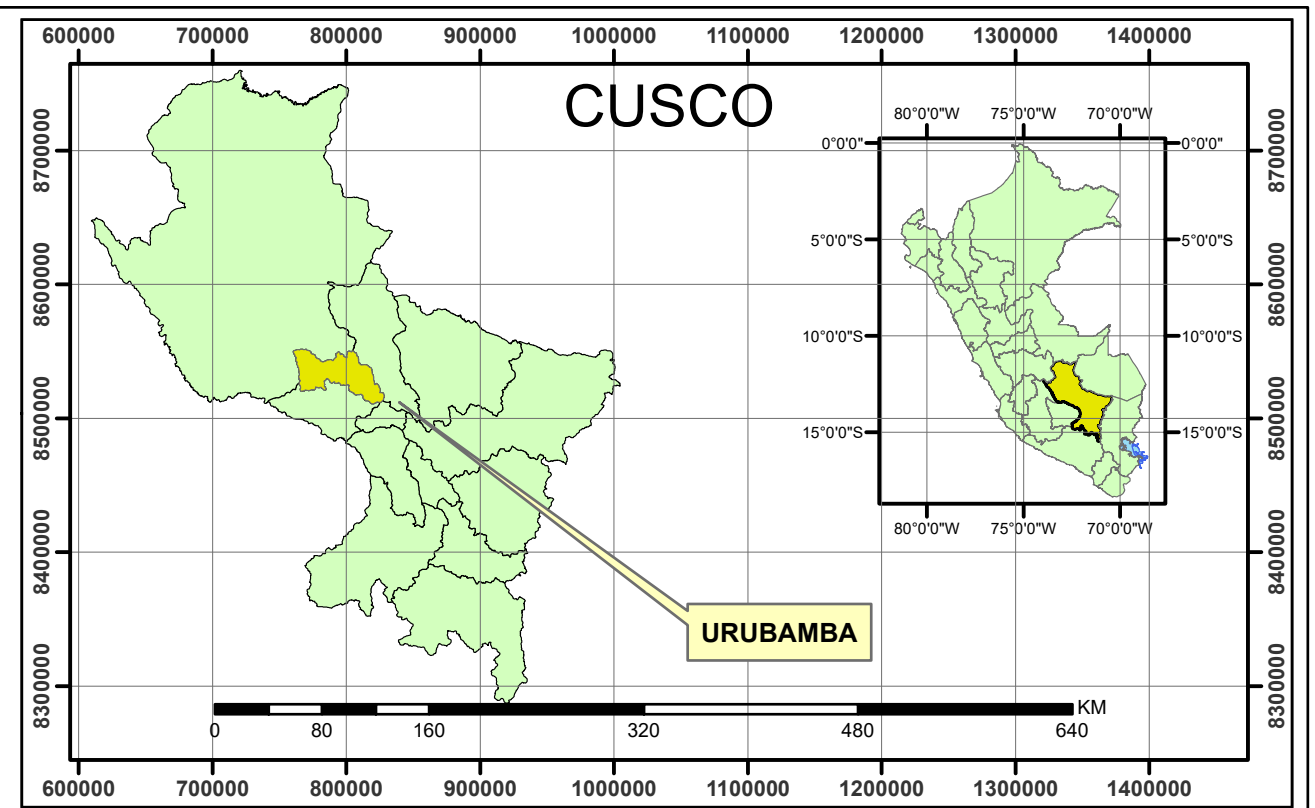 600000 700000 800000 900000 1000000 1100000 1200000 1300000 1400000
CUSCO
80°0'0"W 75°0'0"W 70°0'0"W
8700000 0°0'0" 0°0'0" 8700000
5°0'0"S 5°0'0"S
8600000 8600000
10°0'0"S 10°0'0"S
8500000 15°0'0"S 15°0'0"S 8500000
80°0'0"W 75°0'0"W 70°0'0"W
8400000 8400000
URUBAMBA
8300000 8300000
KM
0 80 160 320 480 640
600000 700000 800000 900000 1000000 1100000 1200000 1300000 1400000